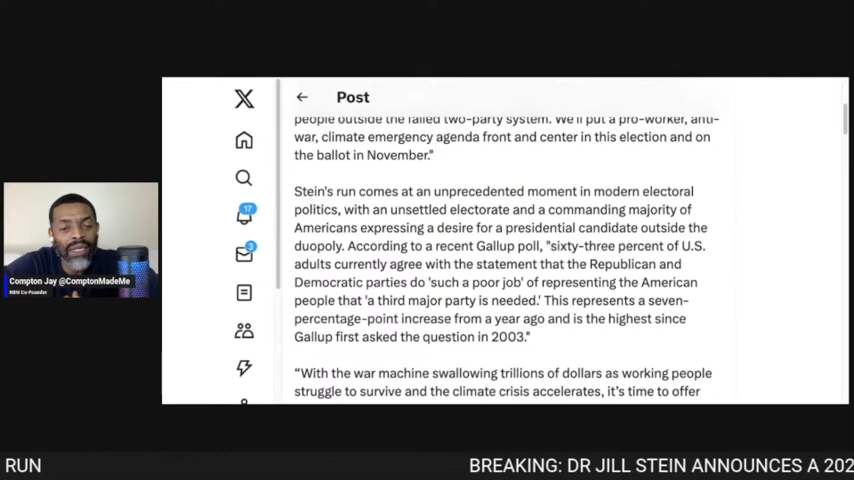 Post
people outside the failed two-party system. We'll put a pro-worker, anti-
war, climate emergency agenda front and center in this election and on
the ballot in November."
Stein's run comes at an unprecedented moment in modern electoral
politics, with an unsettled electorate and a commanding majority of
Americans expressing a desire for a presidential candidate outside the
duopoly. According to a recent Gallup poll, "sixty-three percent of U.S.
adults currently agree with the statement that the Republican and
Democratic parties do 'such a poor job' of representing the American
people that 'a third major party is needed.' This represents a seven-
percentage-point increase from a year ago and is the highest since
Gallup first asked the question in 2003."
“With the war machine swallowing trillions of dollars as working people
struggle to survive and the climate crisis accelerates, it’s time to offer
17
3
Compton Jay @ComptonMadeMe
RBN Co-Founder
RUN
BREAKING: DR JILL STEIN ANNOUNCES A 202